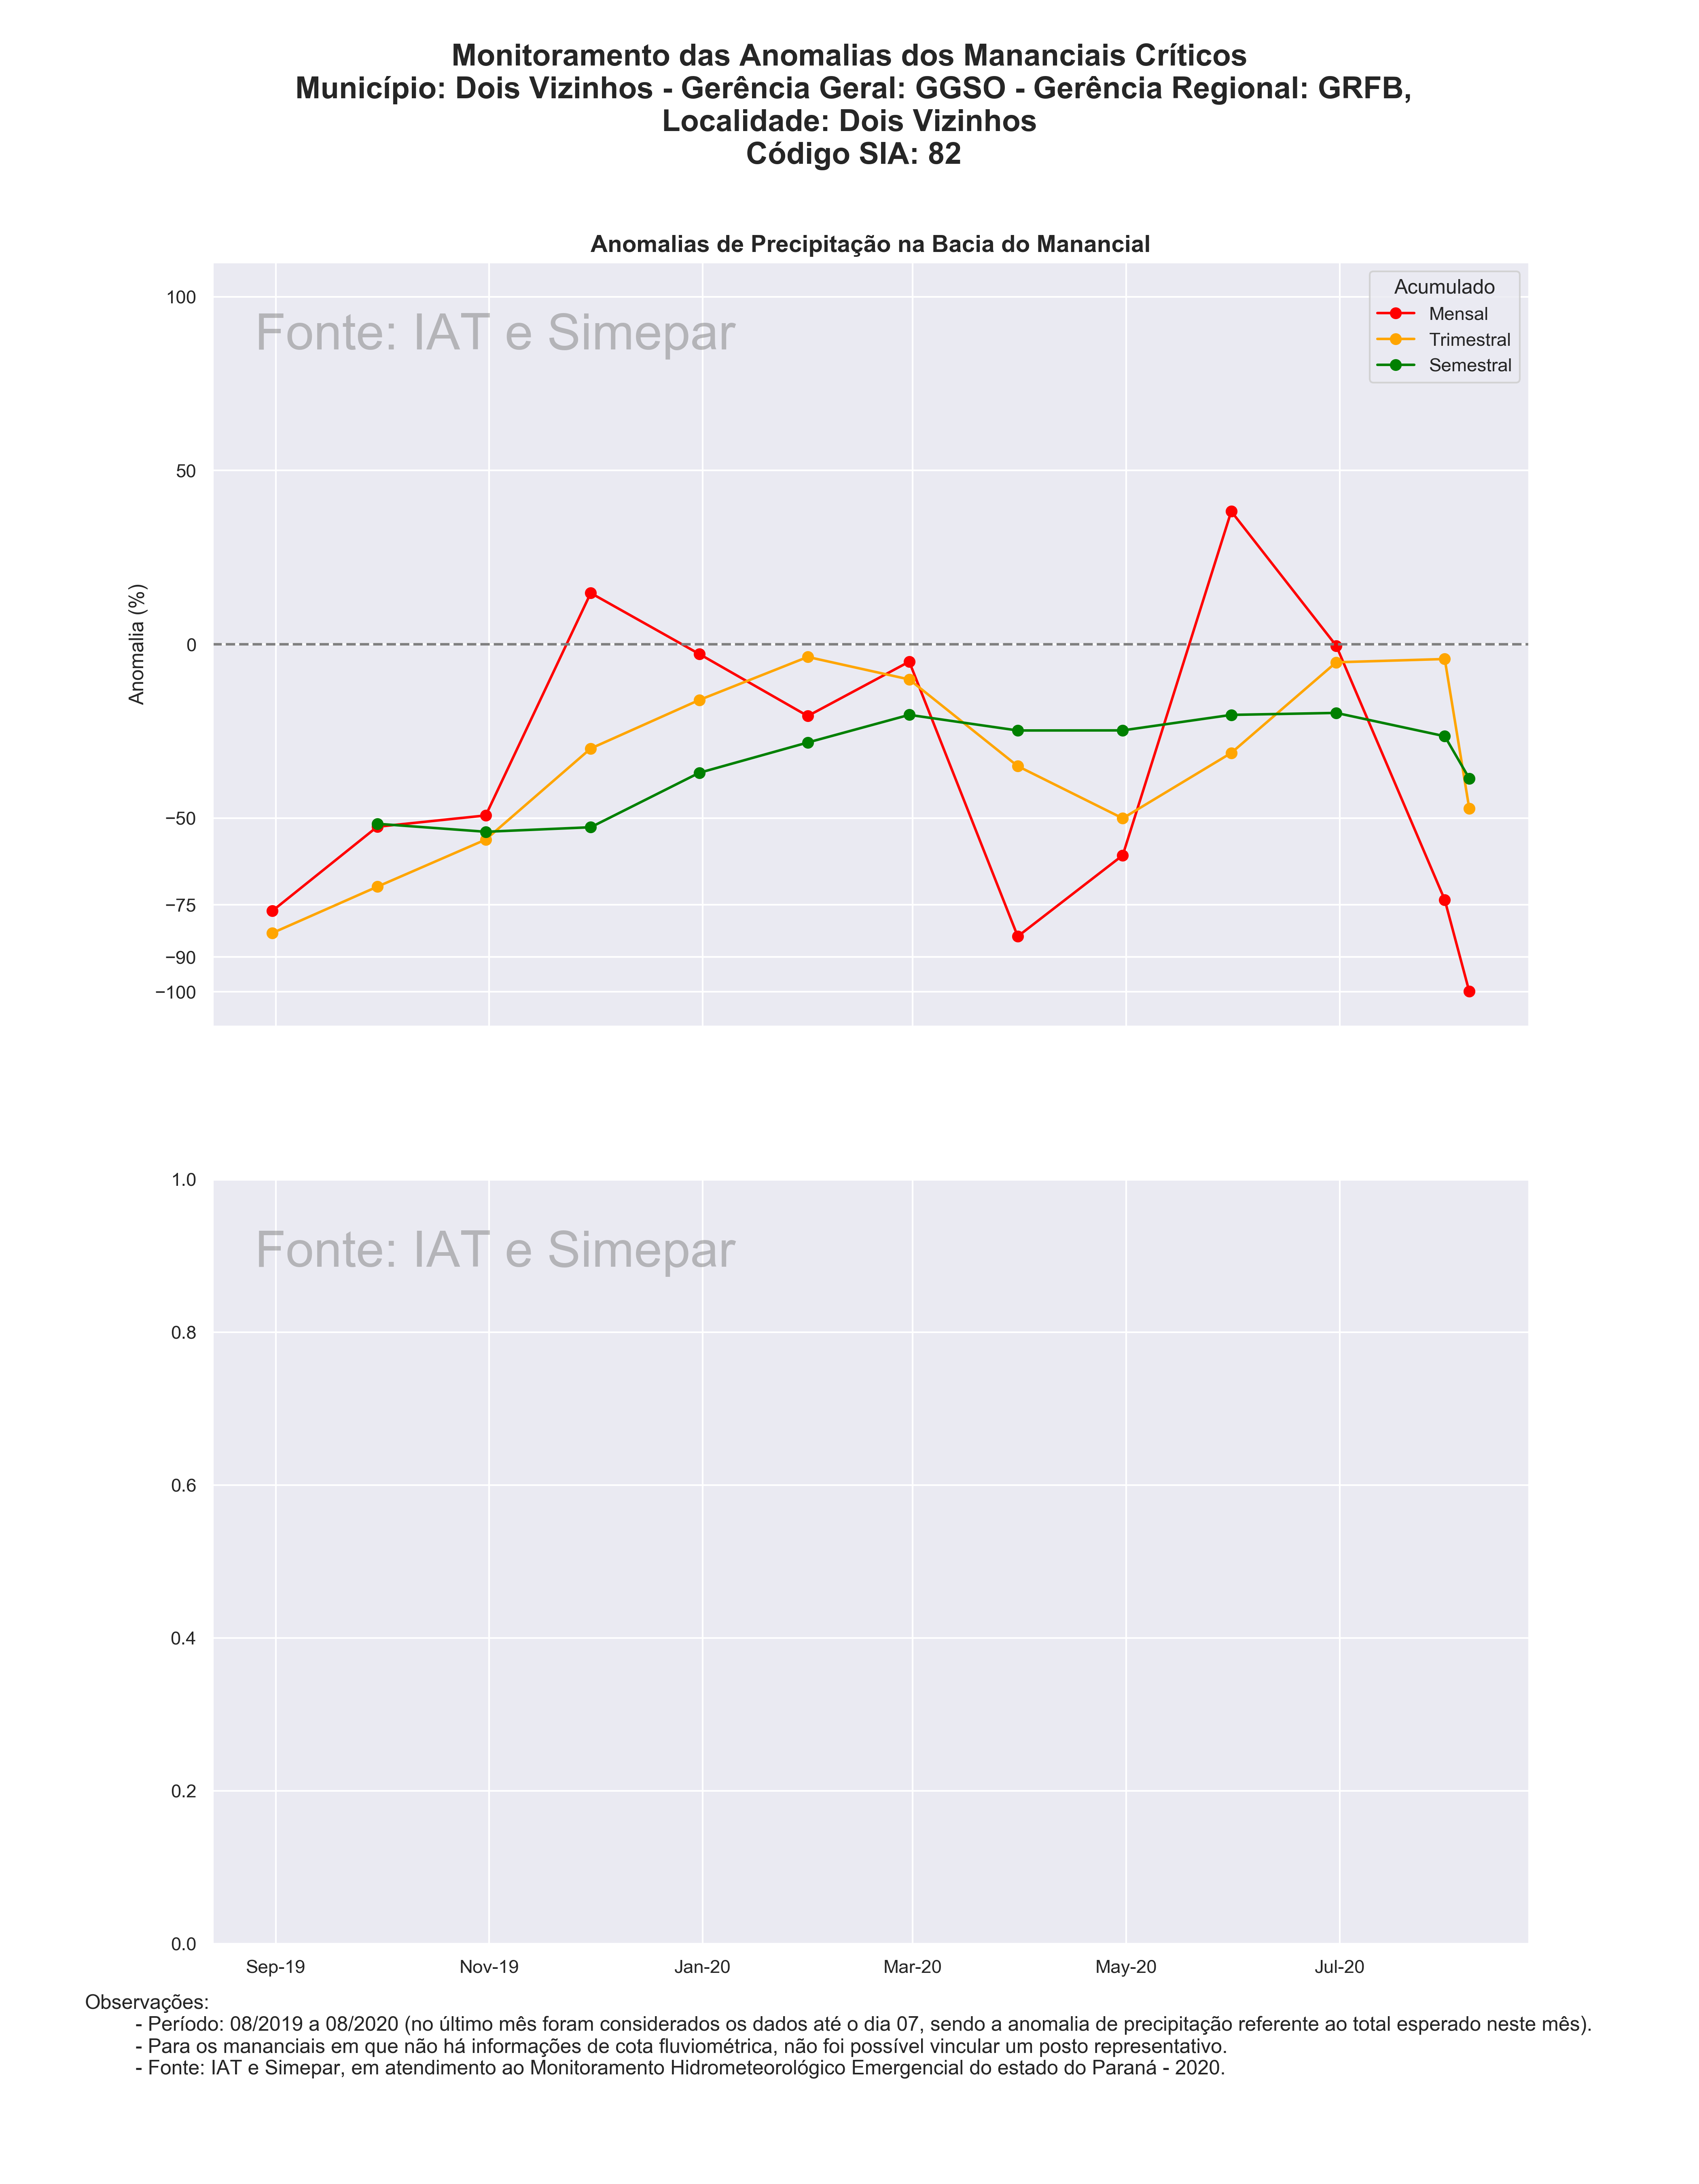 Monitoramento das Anomalias dos Mananciais Críticos
Município: Dois Vizinhos - Gerência Geral: GGSO - Gerência Regional: GRFB,
Localidade: Dois Vizinhos
Código SIA: 82
Anomalias de Precipitação na Bacia do Manancial
Fonte: IAT e Simepar
Acumulado
Mensal
Trimestral
Semestral
Anomalia (%)
100
50
0
−50
−75
−90
−100
Fonte: IAT e Simepar
1.0
0.8
0.6
0.4
0.2
0.0
Sep-19 Nov-19 Jan-20 Mar-20 May-20 Jul-20
Observações:
- Período: 08/2019 a 08/2020 (no último mês foram considerados os dados até o dia 07, sendo a anomalia de precipitação referente ao total esperado neste mês).
- Para os mananciais em que não há informações de cota fluviométrica, não foi possível vincular um posto representativo.
- Fonte: IAT e Simepar, em atendimento ao Monitoramento Hidrometeorológico Emergencial do estado do Paraná - 2020.